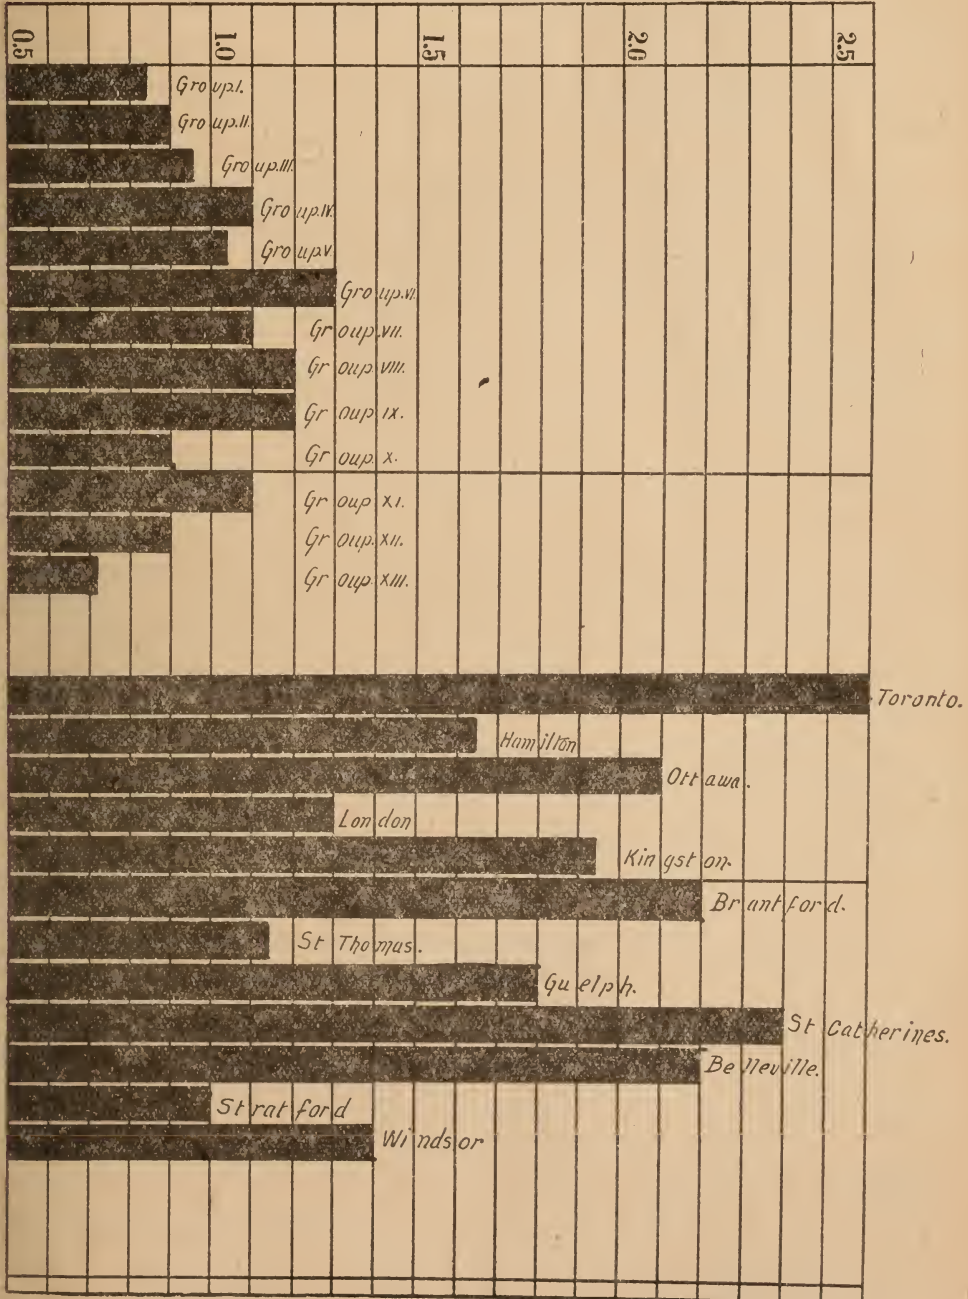 0.5 1.0 1.5 2.0 2.5
Group.I.
Group.II.
Group.III.
Group.IV.
Group.V.
Group.VI.
Group.VII.
Group VIII.
Group IX.
Group. X.
Group XI.
Group.XII.
Group XIII.
Toronto.
Hamilton
Ottawa.
London
Kingston.
Brantford.
St Thomas.
Guelph.
St Catherines.
Belleville.
Stratford
Windsor